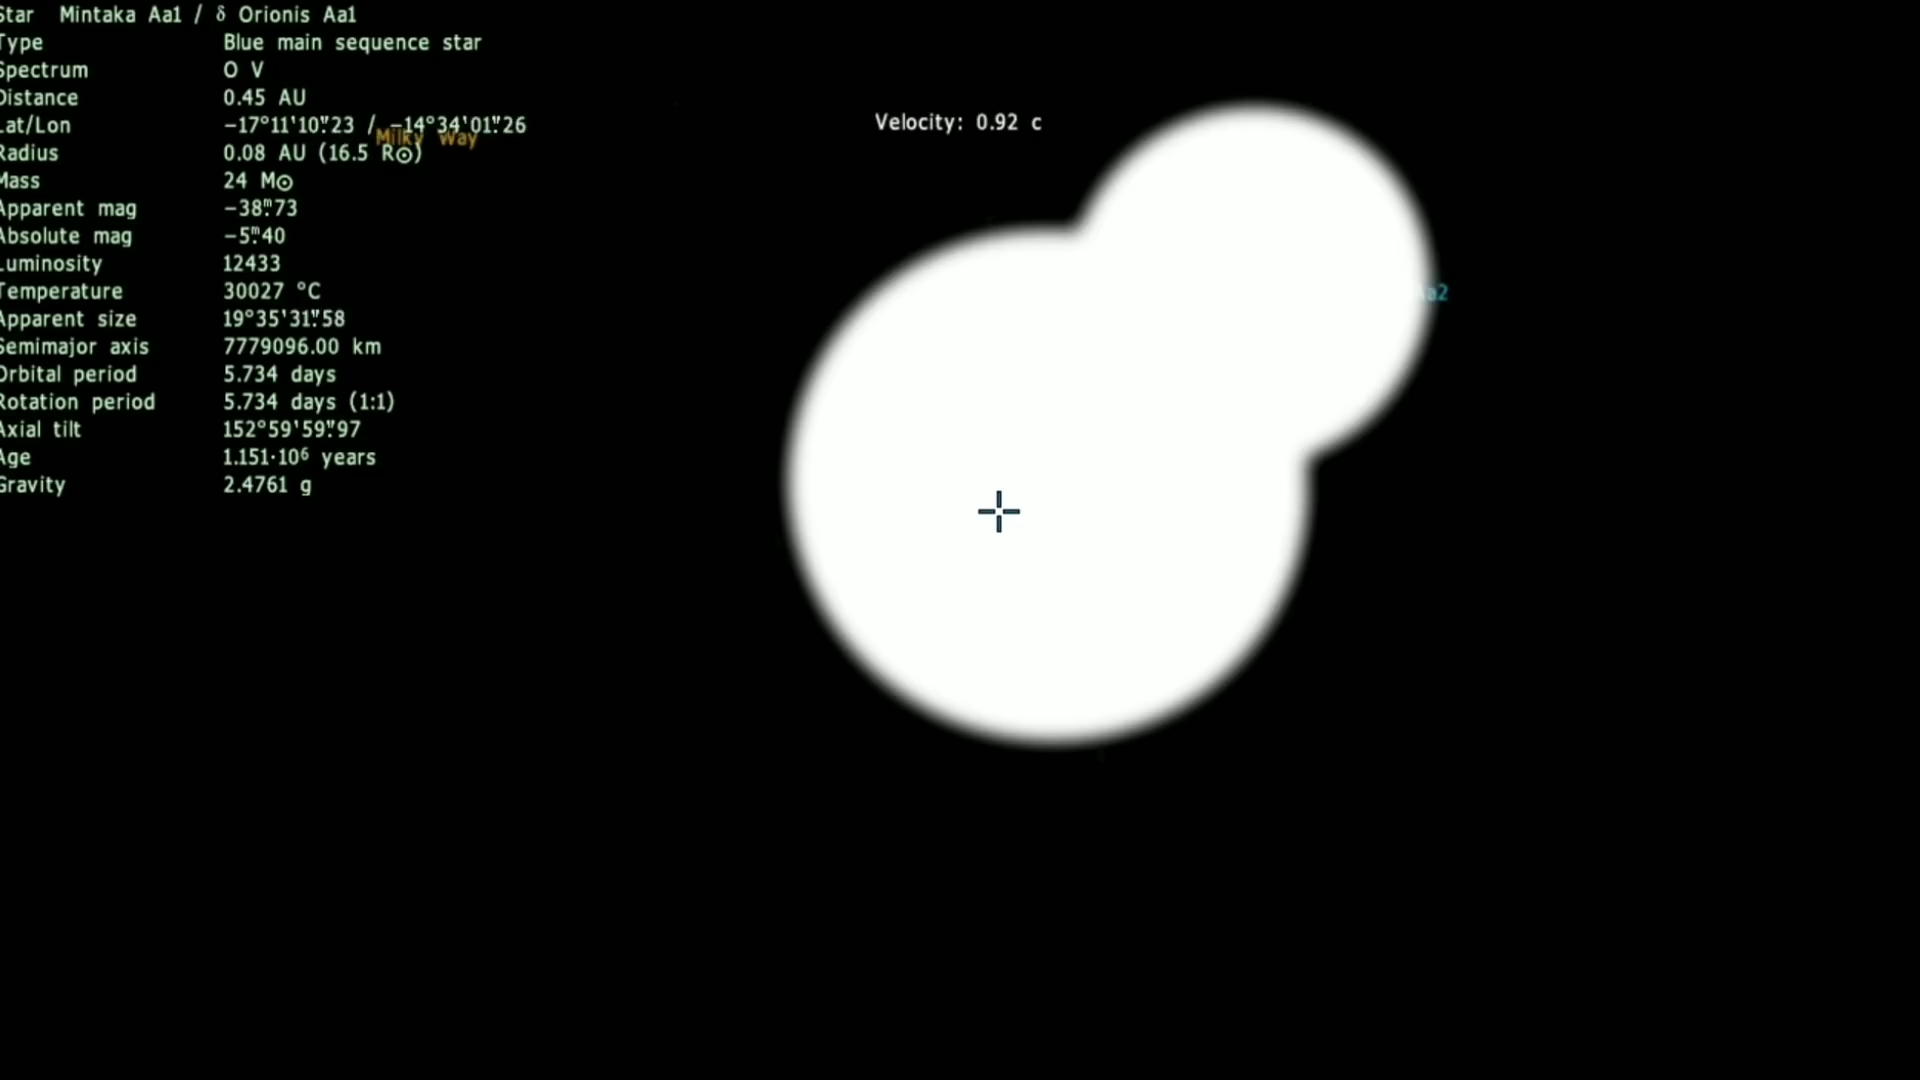 Star Mintaka Aa1 / δ Orionis Aa1
Type Blue main sequence star
Spectrum O V
Distance 0.45 AU
Lat/Lon −17°11'10"23 / −14°34'01"26
Milky Way
Radius 0.08 AU (16.5 R⊙)
Mass 24 M⊙
Apparent mag −38ᵐ73
Absolute mag −5ᵐ40
Luminosity 12433
Temperature 30027 °C
Apparent size 19°35'31"58
Semimajor axis 7779096.00 km
Orbital period 5.734 days
Rotation period 5.734 days (1:1)
Axial tilt 152°59'59"97
Age 1.151·10⁶ years
Gravity 2.4761 g
Velocity: 0.92 c
Aa2